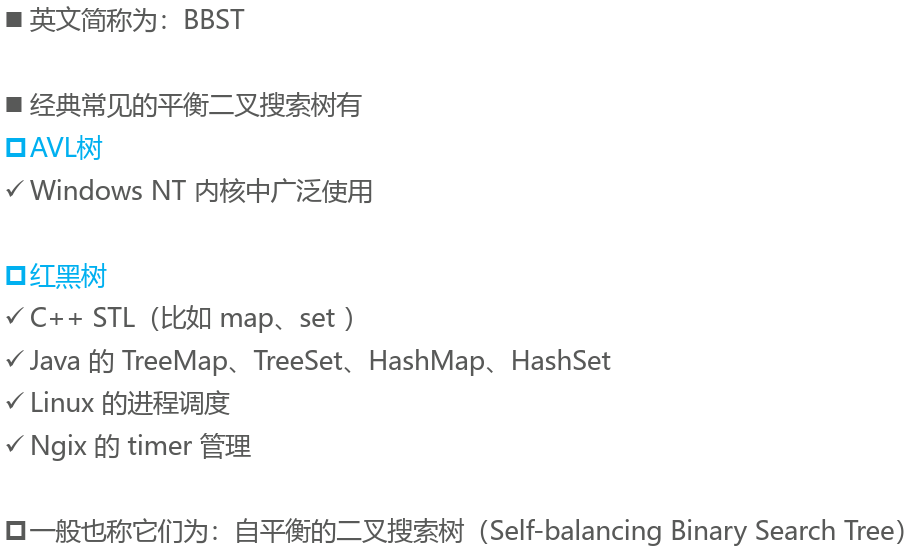 英文简称为：BBST
经典常见的平衡二叉搜索树有
AVL树
Windows NT 内核中广泛使用
红黑树
C++ STL（比如 map、set ）
Java 的 TreeMap、TreeSet、HashMap、HashSet
Linux 的进程调度
Ngix 的 timer 管理
一般也称它们为：自平衡的二叉搜索树（Self-balancing Binary Search Tree）